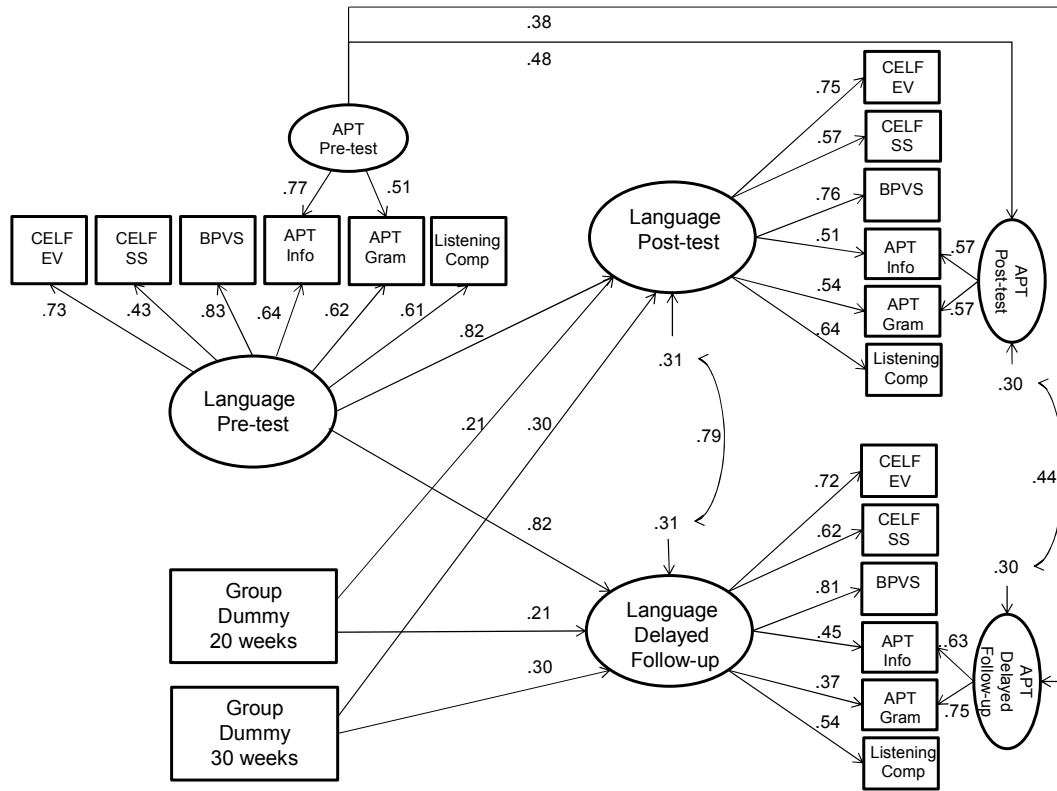 .38
.48
APT
Pre-test
.77
.51
CELF
EV
CELF
SS
BPVS
APT
Info
APT
Gram
Listening
Comp
.73
.43
.83
.64
.62
.61
Language
Pre-test
.82
.21
.30
.82
.21
.30
Group
Dummy
20 weeks
Group
Dummy
30 weeks
Language
Post-test
.75
.57
.76
.51
.54
.64
CELF
EV
CELF
SS
BPVS
APT
Info
APT
Gram
Listening
Comp
.57
.57
APT
Post-test
.31
.79
.31
.30
.44
.30
Language
Delayed
Follow-up
.72
.62
.81
.45
.37
.54
CELF
EV
CELF
SS
BPVS
APT
Info
APT
Gram
Listening
Comp
.63
.75
APT
Delayed
Follow-up